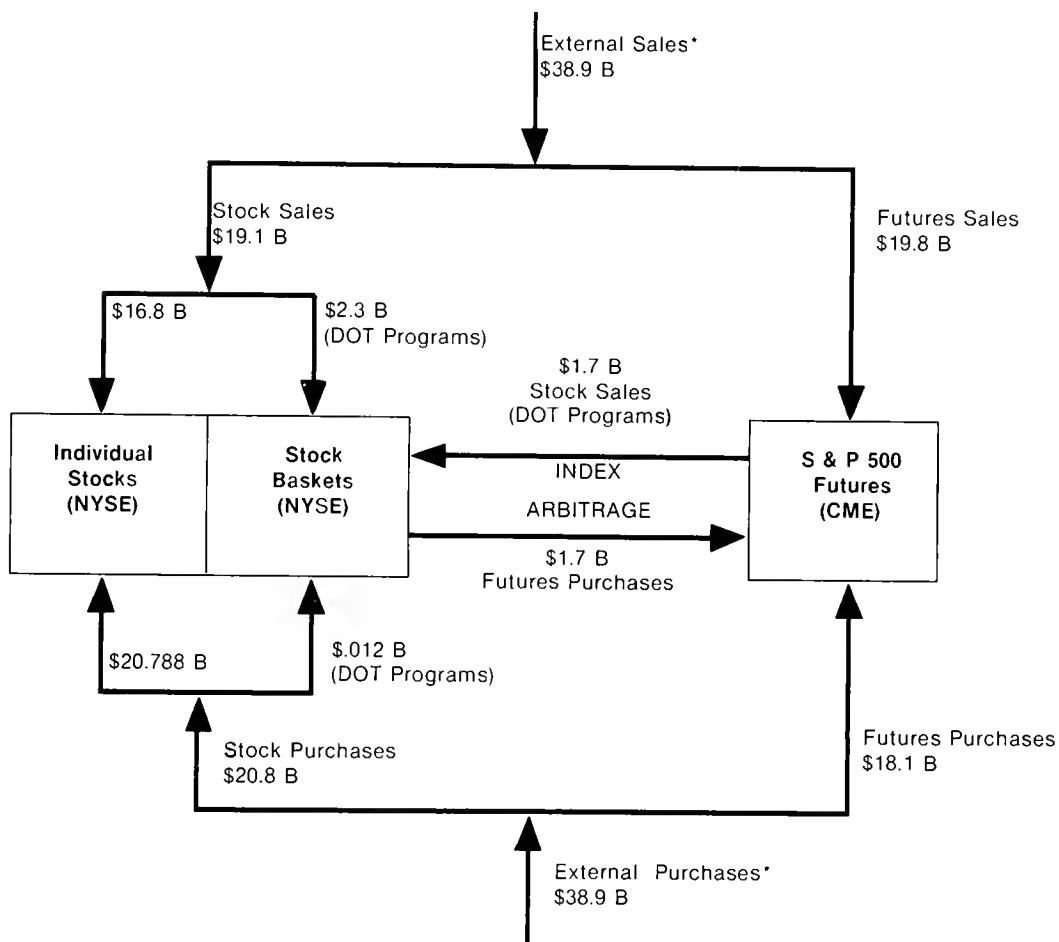 External Sales*
$38.9 B
Stock Sales
$19.1 B
Futures Sales
$19.8 B
$16.8 B
$2.3 B
(DOT Programs)
$1.7 B
Stock Sales
(DOT Programs)
Individual
Stocks
(NYSE)
Stock
Baskets
(NYSE)
INDEX
ARBITRAGE
S & P 500
Futures
(CME)
$1.7 B
Futures Purchases
$20.788 B
$.012 B
(DOT Programs)
Stock Purchases
$20.8 B
Futures Purchases
$18.1 B
External Purchases*
$38.9 B